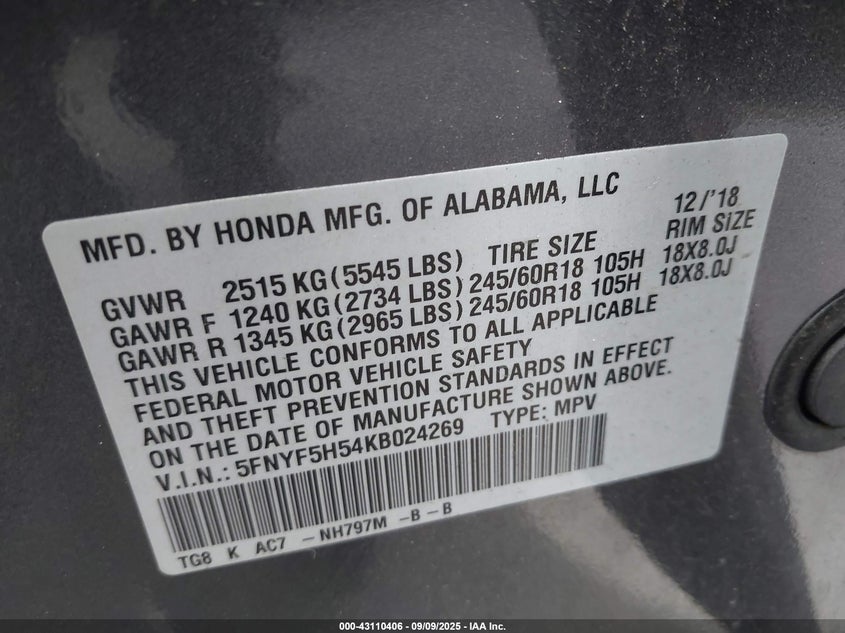 MFD. BY HONDA MFG. OF ALABAMA, LLC 12/'18
GVWR 2515 KG (5545 LBS) TIRE SIZE RIM SIZE
GAWR F 1240 KG (2734 LBS) 245/60R18 105H 18X8.0J
GAWR R 1345 KG (2965 LBS) 245/60R18 105H 18X8.0J
THIS VEHICLE CONFORMS TO ALL APPLICABLE
FEDERAL MOTOR VEHICLE SAFETY
AND THEFT PREVENTION STANDARDS IN EFFECT
ON THE DATE OF MANUFACTURE SHOWN ABOVE.
V.I.N.: 5FNYF5H54KB024269 TYPE: MPV
TG8 K AC7 -NH797M -B-B
000-43110406 - 09/09/2025 - IAA Inc.